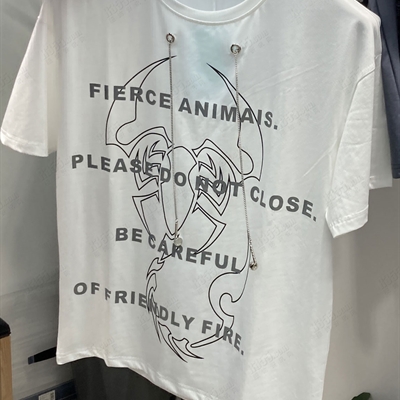 FIERCE ANIMAIS.
PLEASE DO NOT CLOSE.
BE CAREFUL
OF FRIENDLY FIRE.